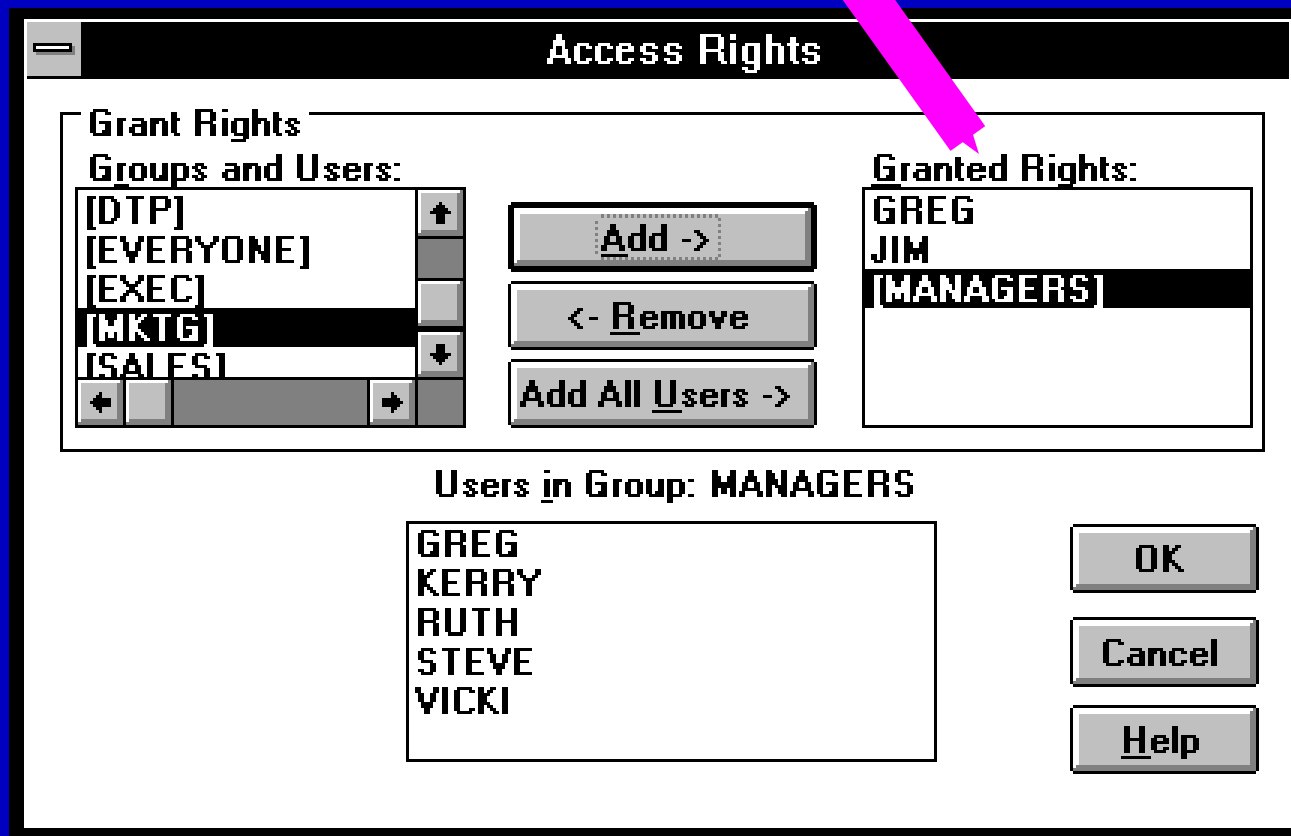 Access Rights
Grant Rights
Groups and Users:
[DTP]
[EVERYONE]
[EXEC]
[MKTG]
[SALES]
Add ->
<- Remove
Add All Users ->
Granted Rights:
GREG
JIM
[MANAGERS]
Users in Group: MANAGERS
GREG
KERRY
RUTH
STEVE
VICKI
OK
Cancel
Help